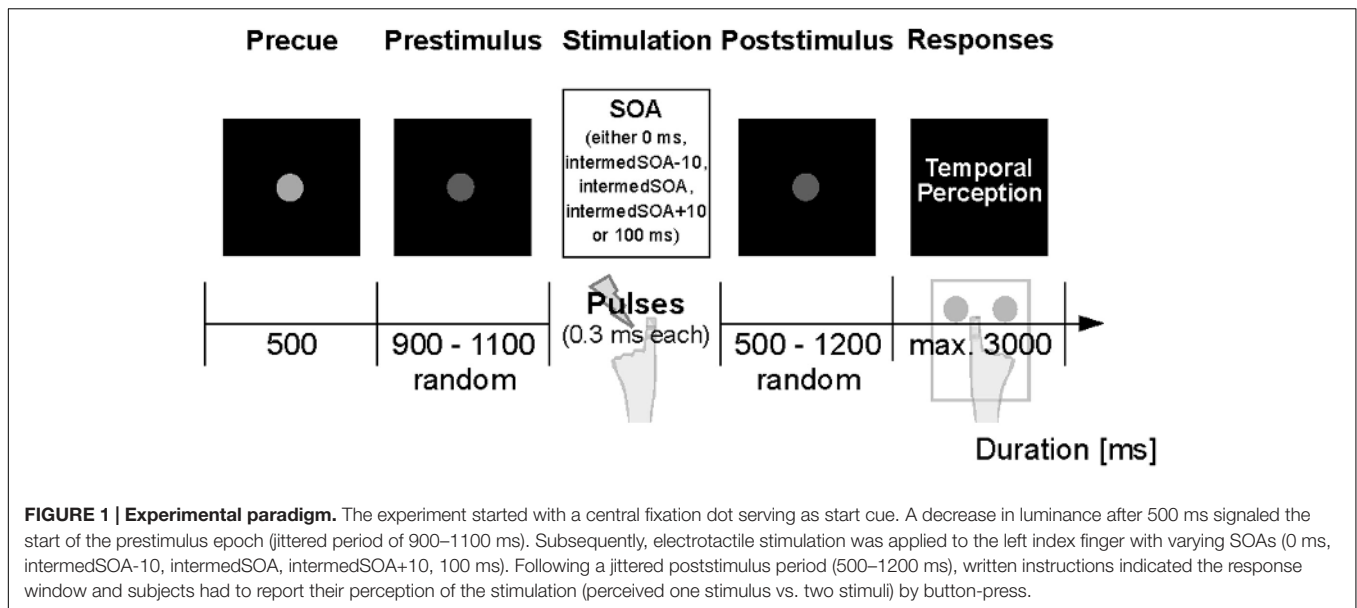 Precue Prestimulus Stimulation Poststimulus Responses
SOA
(either 0 ms,
intermedSOA-10,
intermedSOA,
intermedSOA+10
or 100 ms)
Temporal
Perception
Pulses
(0.3 ms each)
500 900 - 1100 500 - 1200 max. 3000
random random
Duration [ms]
FIGURE 1 | Experimental paradigm. The experiment started with a central fixation dot serving as start cue. A decrease in luminance after 500 ms signaled the
start of the prestimulus epoch (jittered period of 900–1100 ms). Subsequently, electrotactile stimulation was applied to the left index finger with varying SOAs (0 ms,
intermedSOA-10, intermedSOA, intermedSOA+10, 100 ms). Following a jittered poststimulus period (500–1200 ms), written instructions indicated the response
window and subjects had to report their perception of the stimulation (perceived one stimulus vs. two stimuli) by button-press.